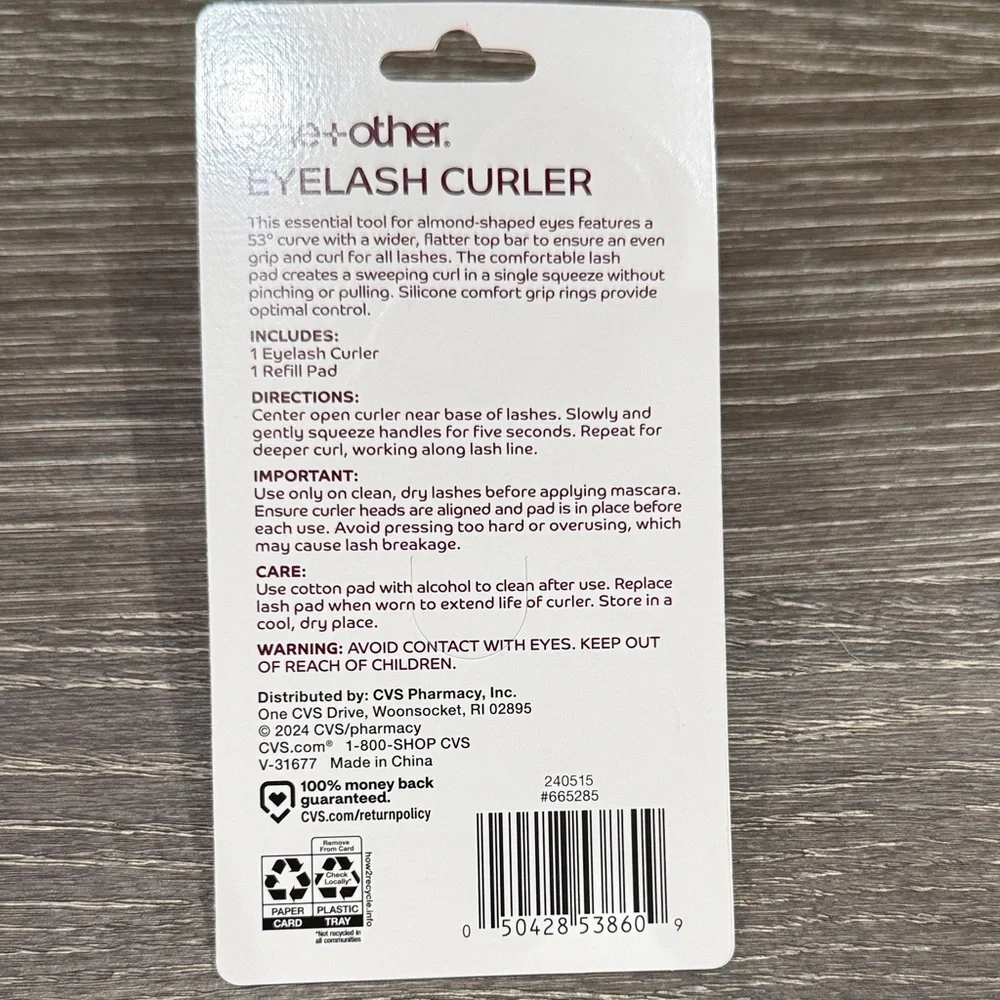 one+other®
EYELASH CURLER
This essential tool for almond-shaped eyes features a
53° curve with a wider, flatter top bar to ensure an even
grip and curl for all lashes. The comfortable lash
pad creates a sweeping curl in a single squeeze without
pinching or pulling. Silicone comfort grip rings provide
optimal control.
INCLUDES:
1 Eyelash Curler
1 Refill Pad
DIRECTIONS:
Center open curler near base of lashes. Slowly and
gently squeeze handles for five seconds. Repeat for
deeper curl, working along lash line.
IMPORTANT:
Use only on clean, dry lashes before applying mascara.
Ensure curler heads are aligned and pad is in place before
each use. Avoid pressing too hard or overusing, which
may cause lash breakage.
CARE:
Use cotton pad with alcohol to clean after use. Replace
lash pad when worn to extend life of curler. Store in a
cool, dry place.
WARNING: AVOID CONTACT WITH EYES. KEEP OUT
OF REACH OF CHILDREN.
Distributed by: CVS Pharmacy, Inc.
One CVS Drive, Woonsocket, RI 02895
© 2024 CVS/pharmacy
CVS.com® 1-800-SHOP CVS
V-31677 Made in China
100% money back
guaranteed.
CVS.com/returnpolicy
240515
#665285
Remove
From Card
Check
Locally*
PAPER
CARD
PLASTIC
TRAY
*Not recycled in
all communities
how2recycle.info
0 50428 53860 9